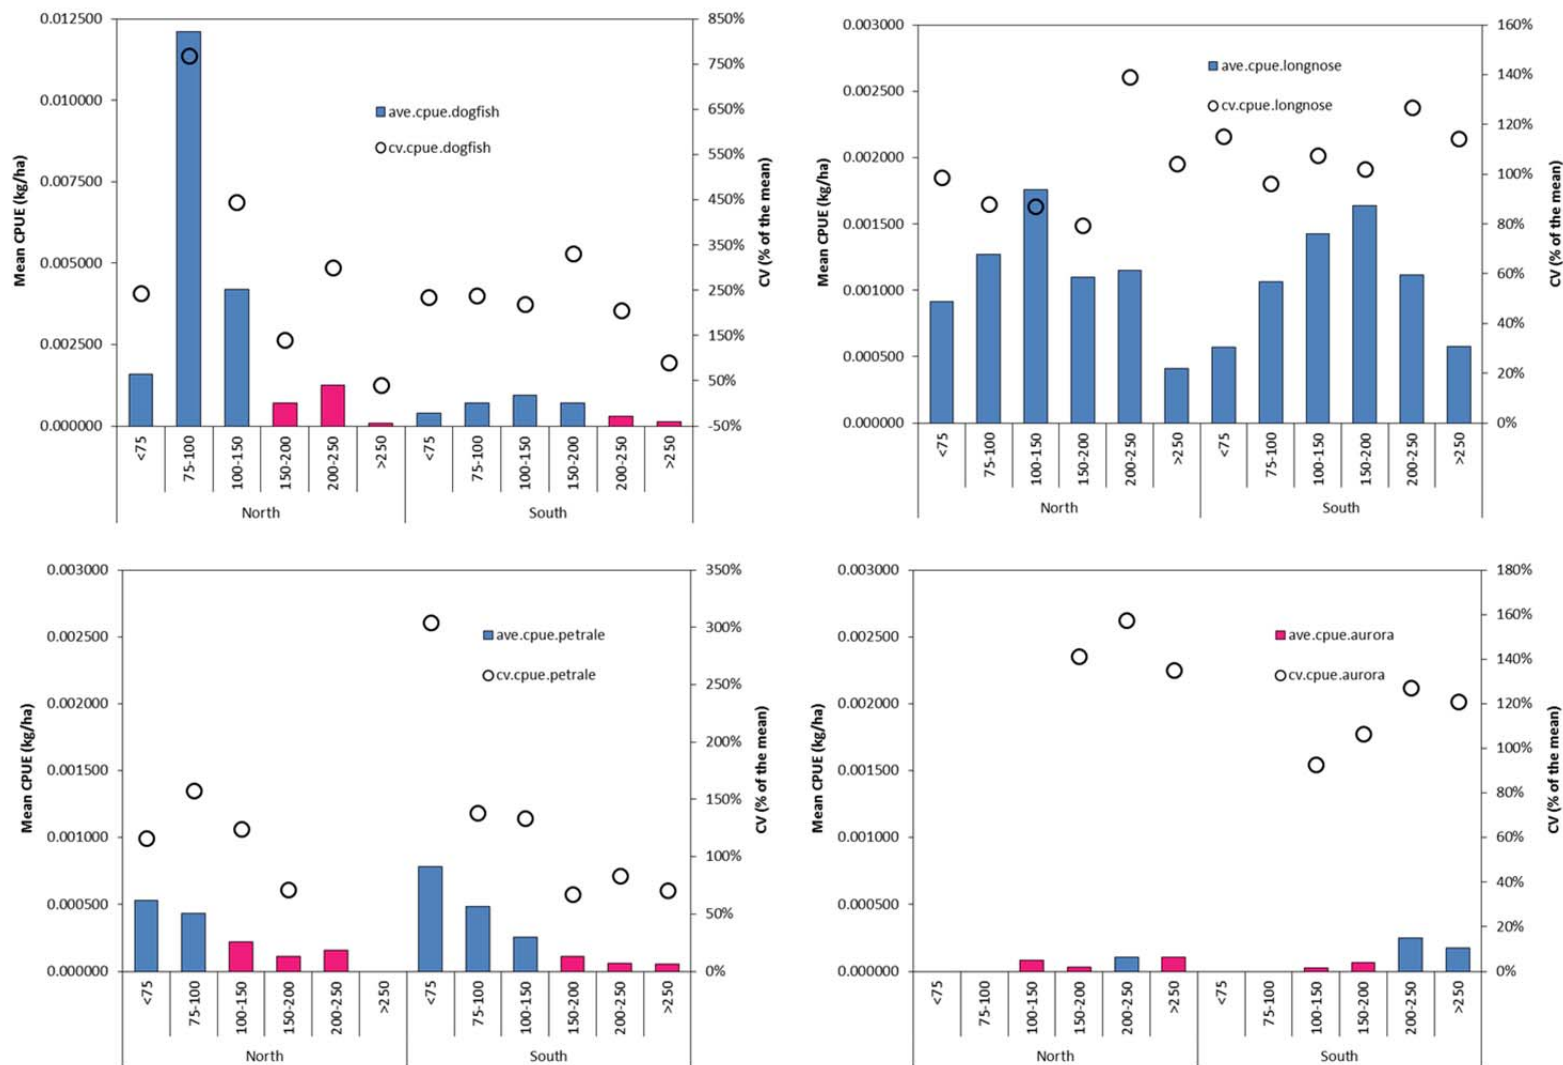 Mean CPUE (kg/ha)
0.012500
0.010000
0.007500
0.005000
0.002500
0.000000
850%
750%
650%
550%
450%
350%
250%
150%
50%
-50%
CV (% of the mean)
ave.cpue.dogfish
cv.cpue.dogfish
<75 75-100 100-150 150-200 200-250 >250 <75 75-100 100-150 150-200 200-250 >250
North South
Mean CPUE (kg/ha)
0.003000
0.002500
0.002000
0.001500
0.001000
0.000500
0.000000
160%
140%
120%
100%
80%
60%
40%
20%
0%
CV (% of the mean)
ave.cpue.longnose
cv.cpue.longnose
<75 75-100 100-150 150-200 200-250 >250 <75 75-100 100-150 150-200 200-250 >250
North South
Mean CPUE (kg/ha)
0.003000
0.002500
0.002000
0.001500
0.001000
0.000500
0.000000
350%
300%
250%
200%
150%
100%
50%
0%
CV (% of the mean)
ave.cpue.petrale
cv.cpue.petrale
<75 75-100 100-150 150-200 200-250 >250 <75 75-100 100-150 150-200 200-250 >250
North South
Mean CPUE (kg/ha)
0.003000
0.002500
0.002000
0.001500
0.001000
0.000500
0.000000
180%
160%
140%
120%
100%
80%
60%
40%
20%
0%
CV (% of the mean)
ave.cpue.aurora
cv.cpue.aurora
<75 75-100 100-150 150-200 200-250 >250 <75 75-100 100-150 150-200 200-250 >250
North South